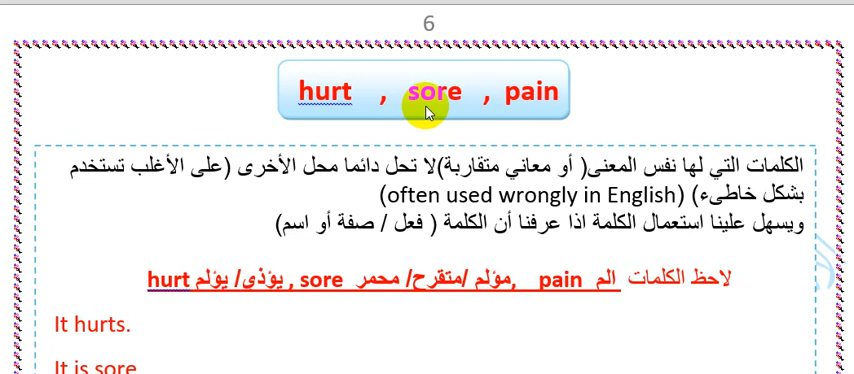 6
hurt , sore , pain
الكلمات التي لها نفس المعنى( أو معاني متقاربة)لا تحل دائما محل الأخرى (على الأغلب تستخدم
بشكل خاطىء) (often used wrongly in English)
ويسهل علينا استعمال الكلمة اذا عرفنا أن الكلمة ( فعل / صفة أو اسم)
لاحظ الكلمات الم pain ,مؤلم /متقرح/ محمر sore , يؤذي/ يؤلم hurt
It hurts.
It is sore